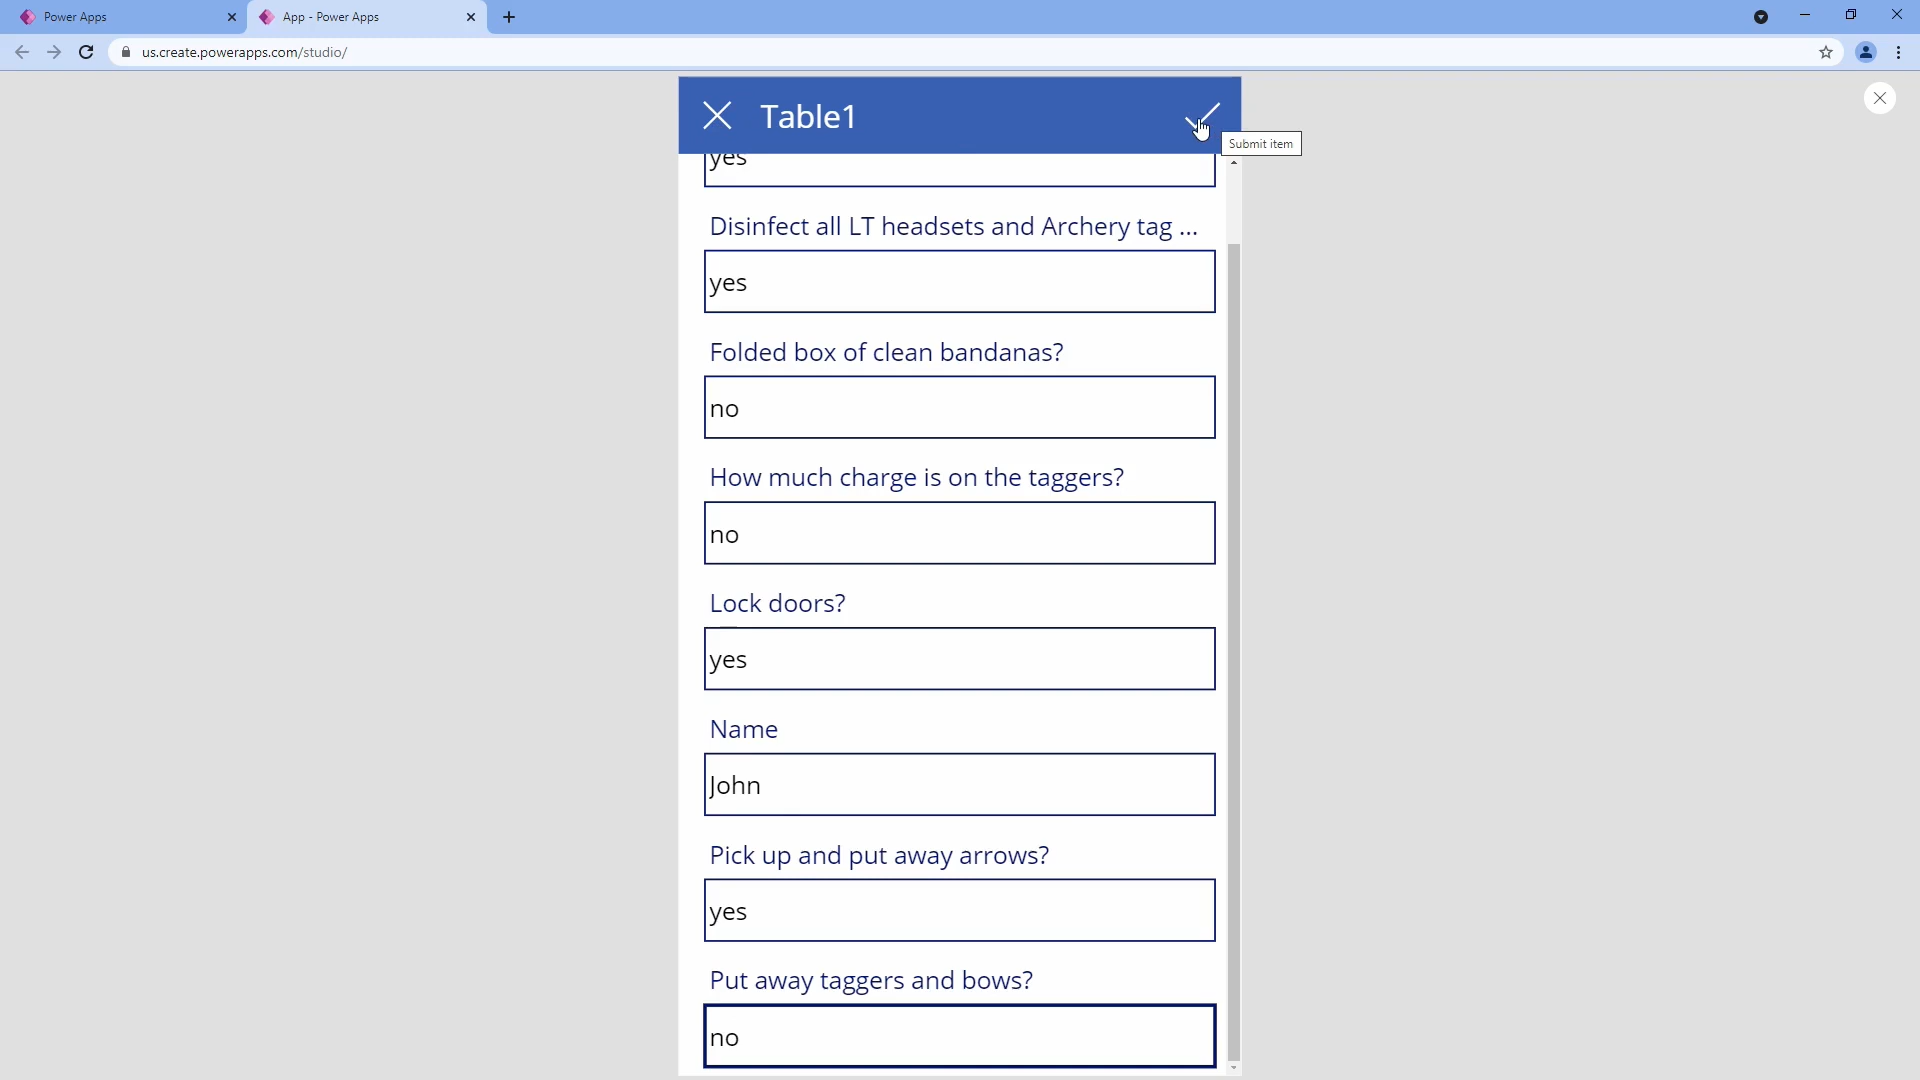 Power Apps
App - Power Apps
us.create.powerapps.com/studio/
Table1
Submit item
yes
Disinfect all LT headsets and Archery tag ...
yes
Folded box of clean bandanas?
no
How much charge is on the taggers?
no
Lock doors?
yes
Name
John
Pick up and put away arrows?
yes
Put away taggers and bows?
no